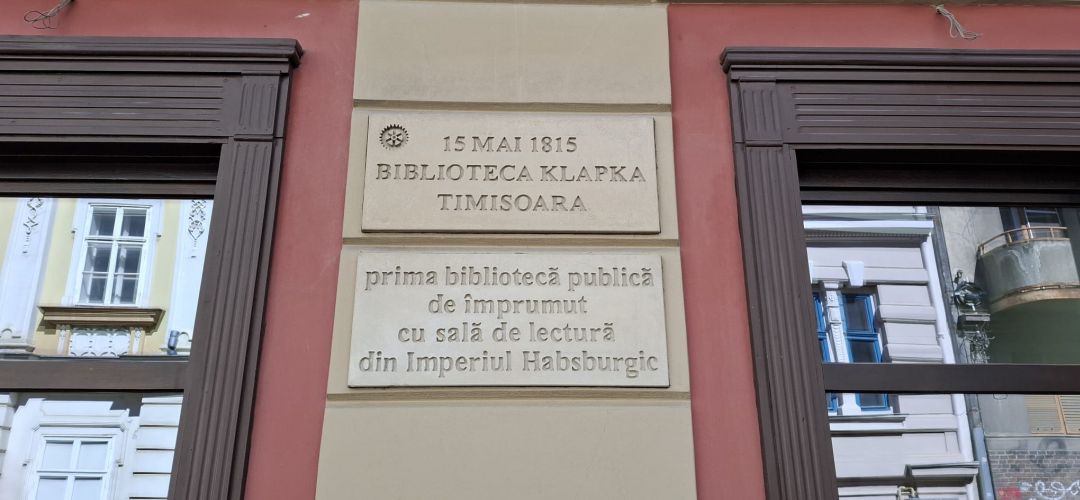 15 MAI 1815
BIBLIOTECA KLAPKA
TIMISOARA
prima bibliotecă publică
de împrumut
cu sală de lectură
din Imperiul Habsburgic